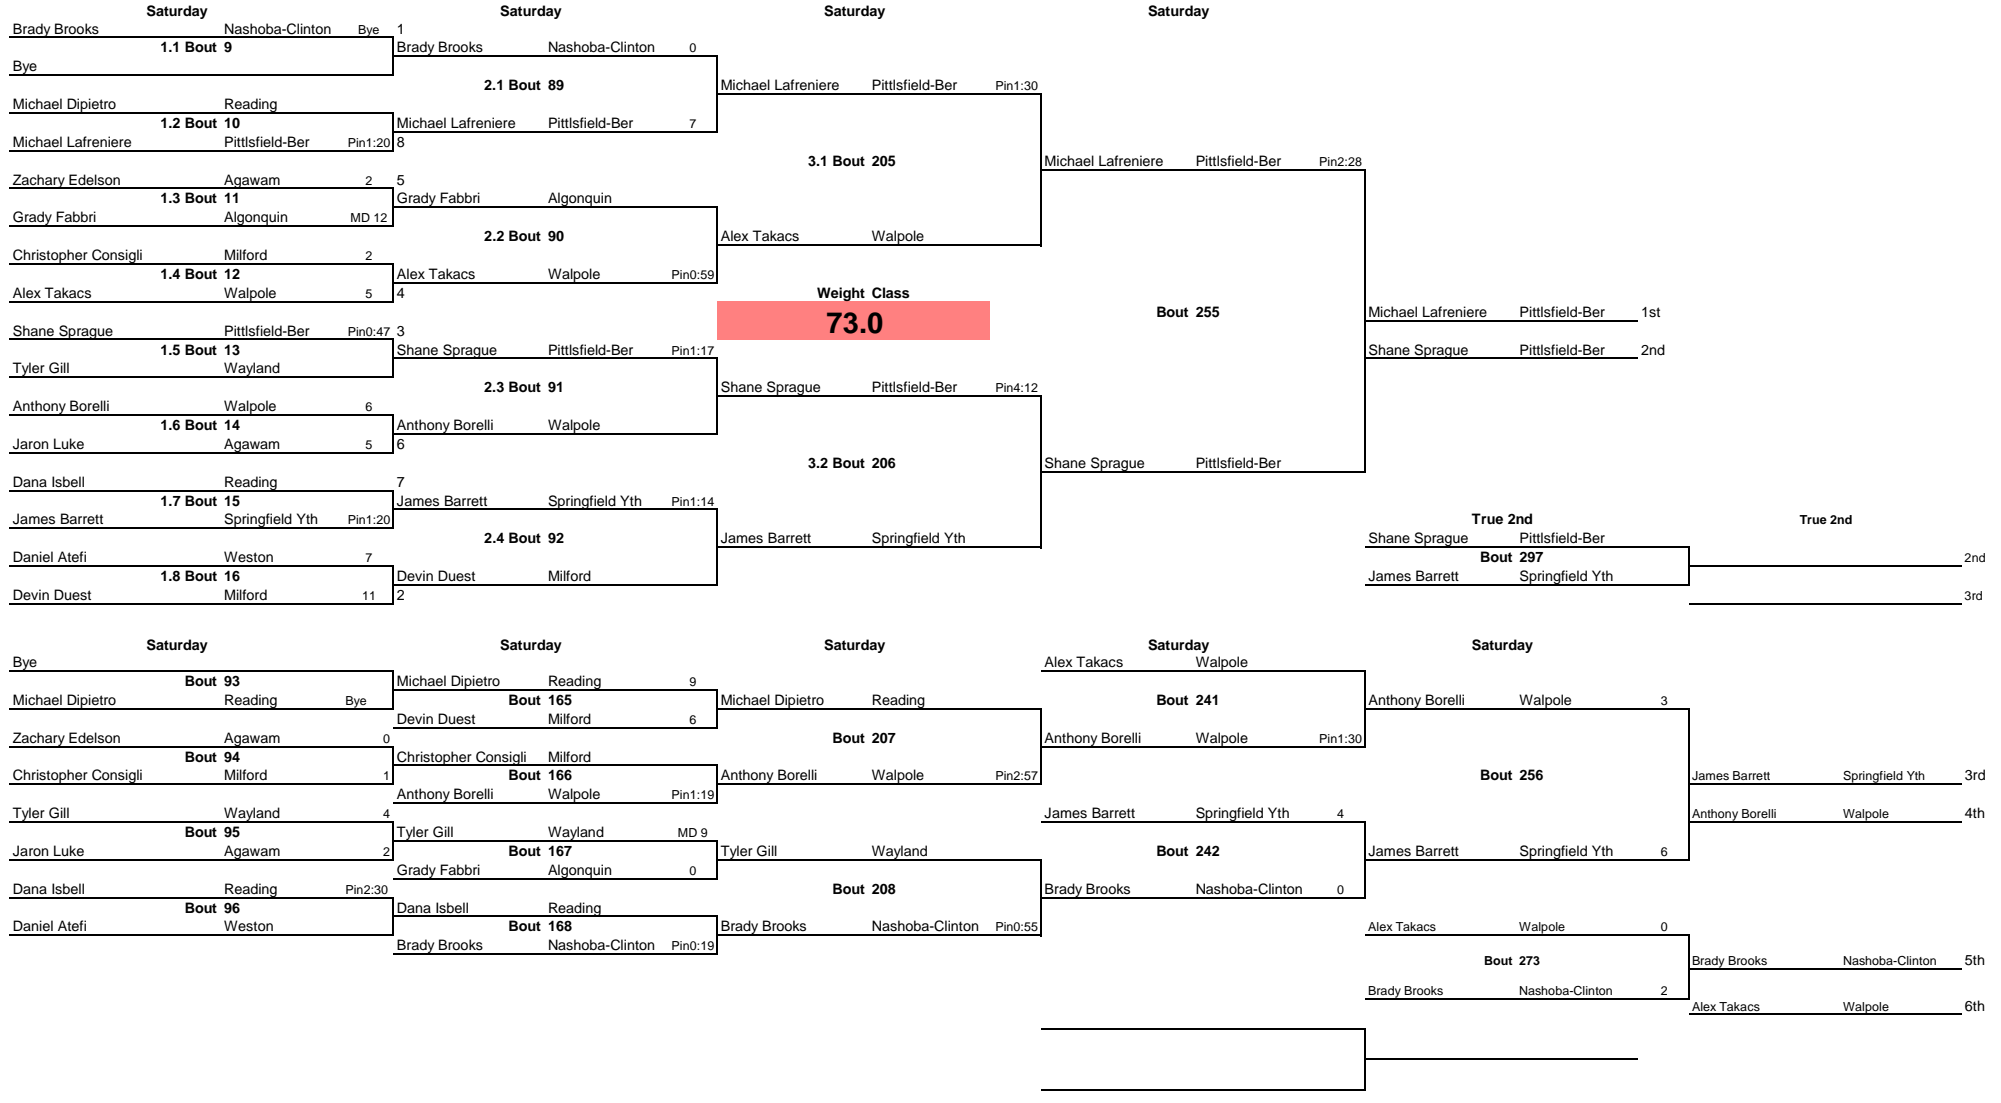 Saturday Saturday Saturday Saturday
Brady Brooks Nashoba-Clinton Bye 1
1.1 Bout 9 Brady Brooks Nashoba-Clinton 0
Bye
2.1 Bout 89 Michael Lafreniere Pittlsfield-Ber Pin1:30
Michael Dipietro Reading
1.2 Bout 10 Michael Lafreniere Pittlsfield-Ber 7
Michael Lafreniere Pittlsfield-Ber Pin1:20 8
3.1 Bout 205 Michael Lafreniere Pittlsfield-Ber Pin2:28
Zachary Edelson Agawam 2 5
1.3 Bout 11 Grady Fabbri Algonquin
Grady Fabbri Algonquin MD 12
2.2 Bout 90 Alex Takacs Walpole
Christopher Consigli Milford 2
1.4 Bout 12 Alex Takacs Walpole Pin0:59
Alex Takacs Walpole 5 4 Weight Class
Bout 255 Michael Lafreniere Pittlsfield-Ber 1st
73.0
Shane Sprague Pittlsfield-Ber Pin0:47 3
1.5 Bout 13 Shane Sprague Pittlsfield-Ber Pin1:17 Shane Sprague Pittlsfield-Ber 2nd
Tyler Gill Wayland
2.3 Bout 91 Shane Sprague Pittlsfield-Ber Pin4:12
Anthony Borelli Walpole 6
1.6 Bout 14 Anthony Borelli Walpole
Jaron Luke Agawam 5 6
3.2 Bout 206 Shane Sprague Pittlsfield-Ber
Dana Isbell Reading 7
1.7 Bout 15 James Barrett Springfield Yth Pin1:14
James Barrett Springfield Yth Pin1:20 True 2nd True 2nd
2.4 Bout 92 James Barrett Springfield Yth Shane Sprague Pittlsfield-Ber
Daniel Atefi Weston 7 Bout 297 2nd
1.8 Bout 16 Devin Duest Milford James Barrett Springfield Yth
Devin Duest Milford 11 2 3rd
Saturday Saturday Saturday Saturday Saturday
Bye Alex Takacs Walpole
Bout 93 Michael Dipietro Reading 9
Michael Dipietro Reading Bye Bout 165 Michael Dipietro Reading Bout 241 Anthony Borelli Walpole 3
Devin Duest Milford 6
Zachary Edelson Agawam 0 Bout 207 Anthony Borelli Walpole Pin1:30
Bout 94 Christopher Consigli Milford
Christopher Consigli Milford 1 Bout 166 Anthony Borelli Walpole Pin2:57 Bout 256 James Barrett Springfield Yth 3rd
Anthony Borelli Walpole Pin1:19
Tyler Gill Wayland 4 James Barrett Springfield Yth 4 Anthony Borelli Walpole 4th
Bout 95 Tyler Gill Wayland MD 9
Jaron Luke Agawam 2 Bout 167 Tyler Gill Wayland Bout 242 James Barrett Springfield Yth 6
Grady Fabbri Algonquin 0
Dana Isbell Reading Pin2:30 Bout 208 Brady Brooks Nashoba-Clinton 0
Bout 96 Dana Isbell Reading
Daniel Atefi Weston Bout 168 Brady Brooks Nashoba-Clinton Pin0:55 Alex Takacs Walpole 0
Brady Brooks Nashoba-Clinton Pin0:19
Bout 273 Brady Brooks Nashoba-Clinton 5th
Brady Brooks Nashoba-Clinton 2
Alex Takacs Walpole 6th